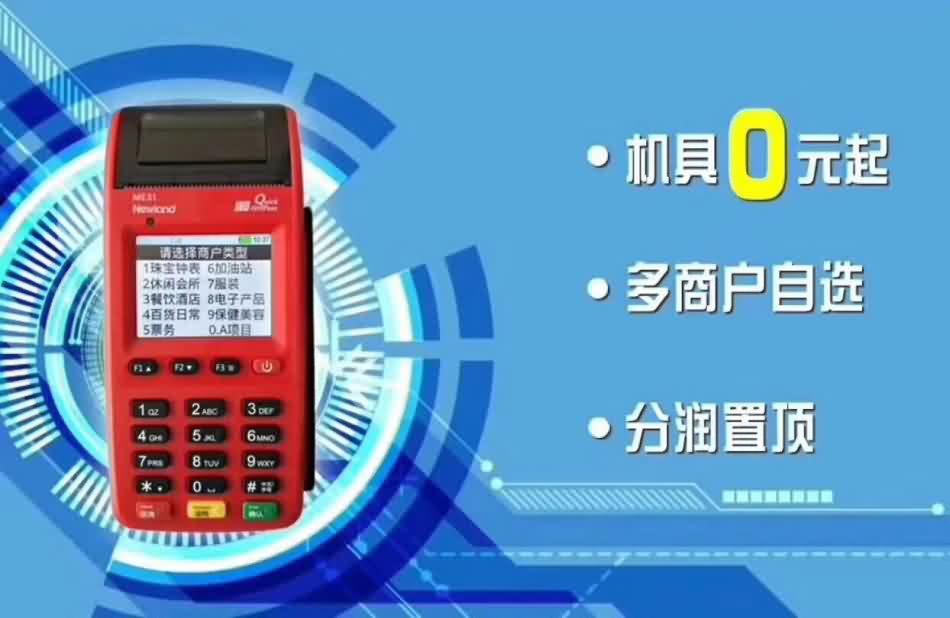 机具0元起
多商户自选
分润置顶
ME31
Newland
Quick
10:37
请选择商户类型
1珠宝钟表 6加油站
2休闲会所 7服装
3餐饮酒店 8电子产品
4百货日常 9保健美容
5票务 0.A项目
F1▲ F2▼ F3
1 QZ 2 ABC 3 DEF
4 GHI 5 JKL 6 MNO
7 PRS 8 TUV 9 WXY
* . 0 #
确认